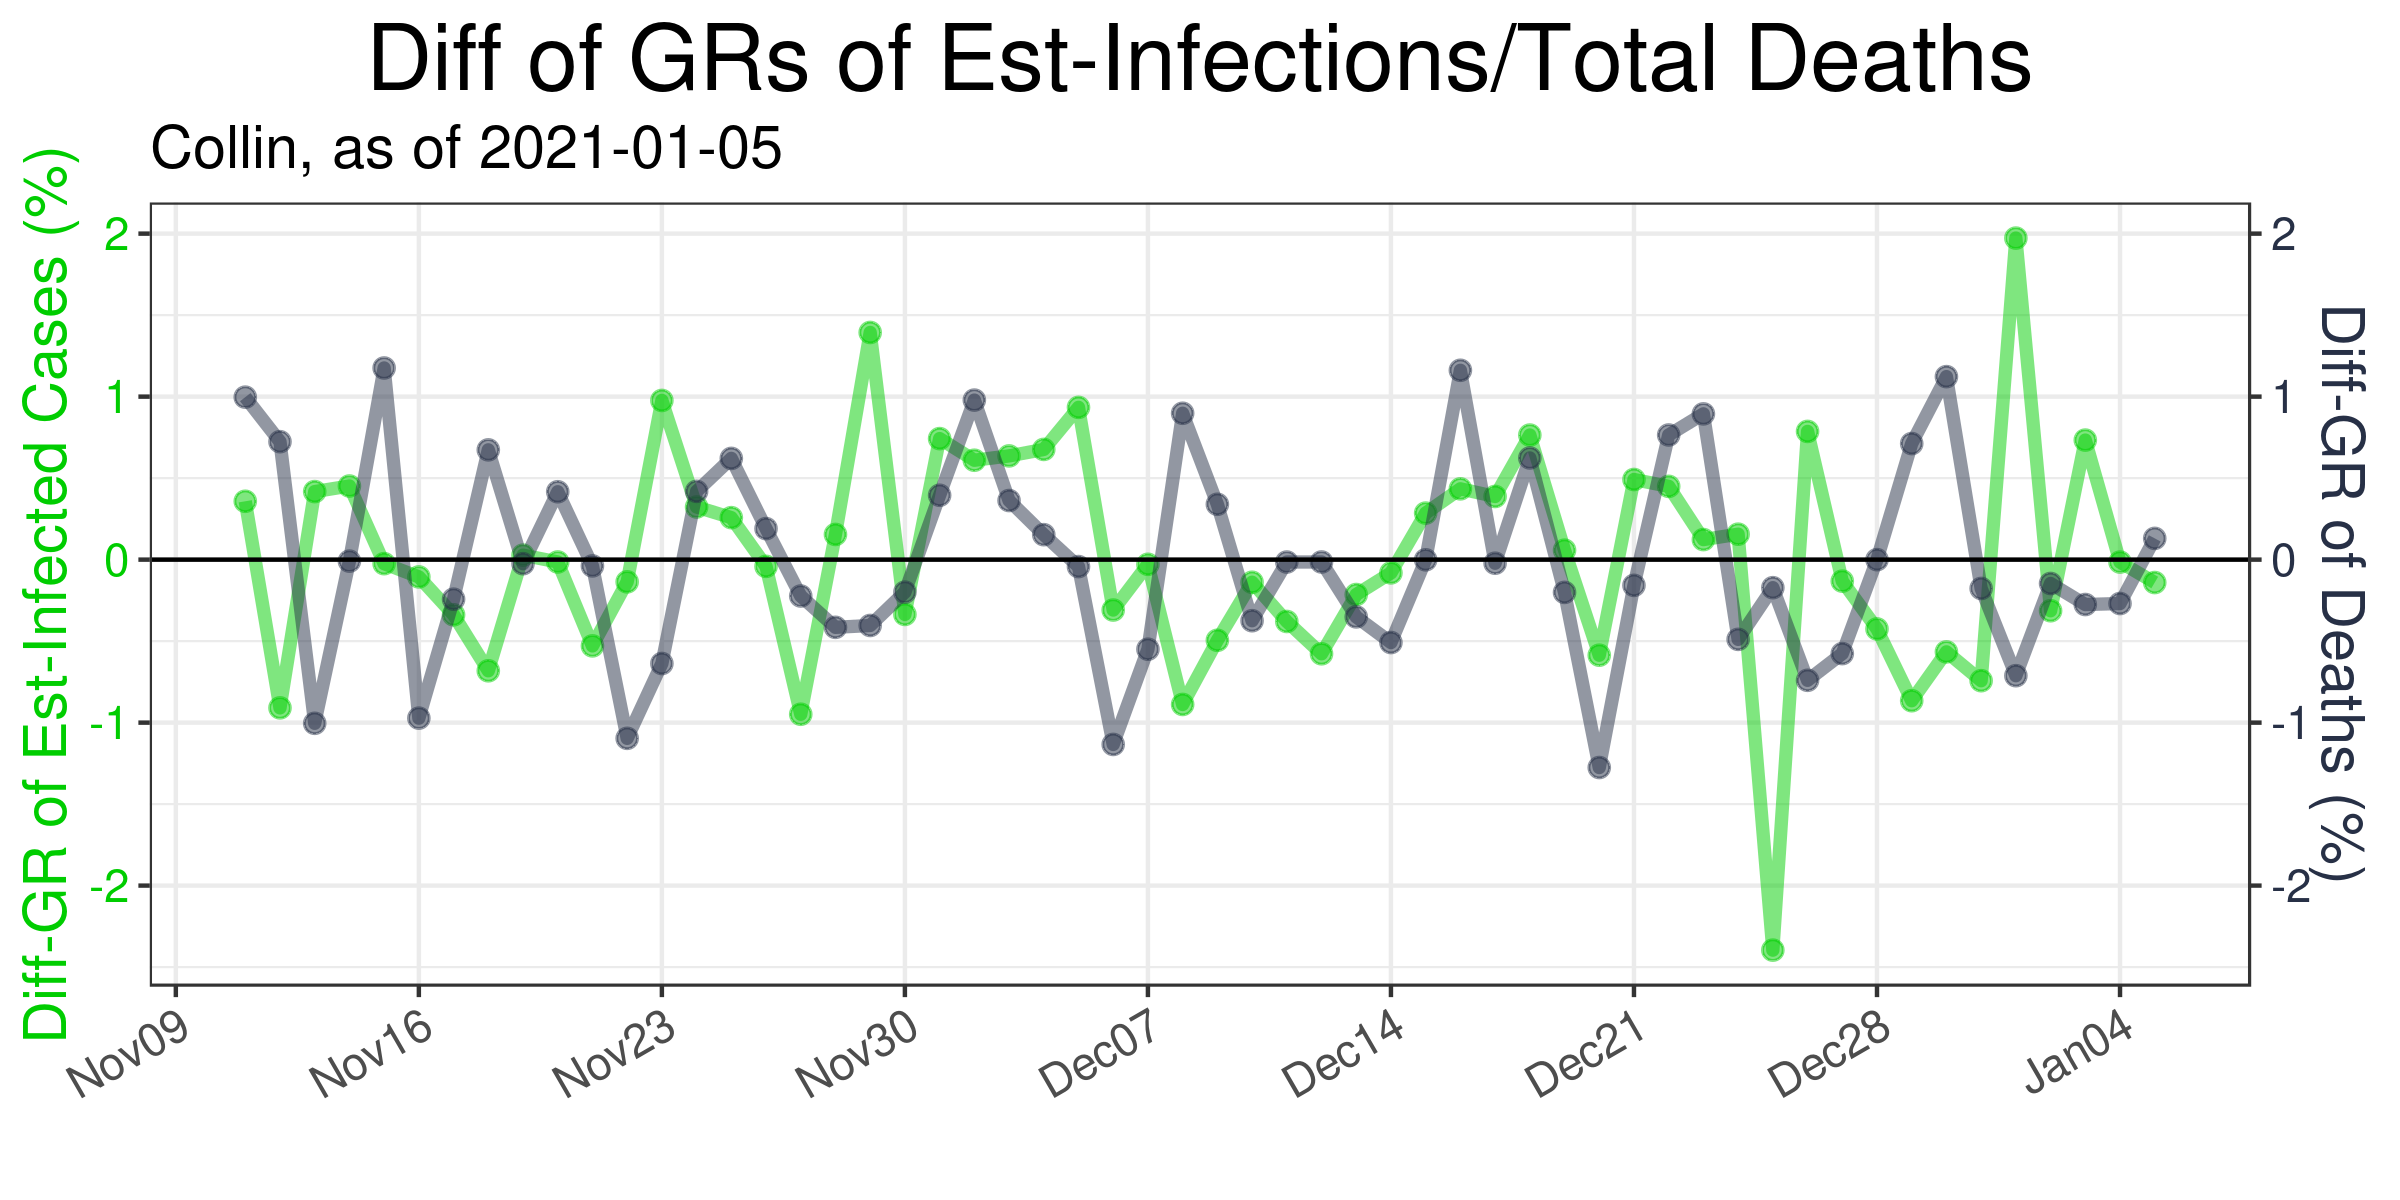 Diff of GRs of Est-Infections/Total Deaths
Collin, as of 2021-01-05
Diff-GR of Est-Infected Cases (%)
2
1
0
-1
-2
2
1
0
-1
-2
Diff-GR of Deaths (%)
Nov09
Nov16
Nov23
Nov30
Dec07
Dec14
Dec21
Dec28
Jan04